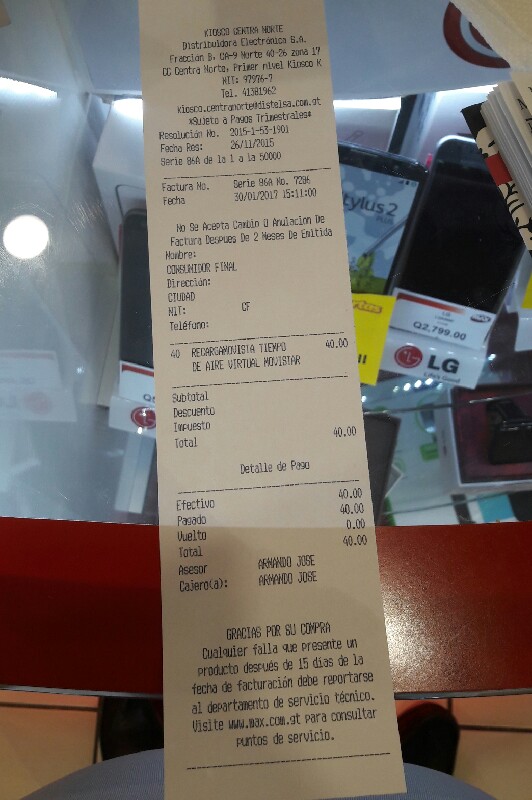 KIOSCO CENTRA NORTE
Distribuidora Electrónica S.A.
Fracción B, CA-9 Norte 40-26 zona 17
CC Centra Norte, Primer nivel Kiosco K
NIT: 97976-7
Tel. 41381962
kiosco.centranorte@distelsa.com.gt
*Sujeto a Pagos Trimestrales*
Resolución No. 2015-1-53-1901
Fecha Res: 26/11/2015
Serie 86A de la 1 a la 50000
Factura No. Serie 86A No. 7286
Fecha 30/01/2017 15:11:00
No Se Acepta Cambio O Anulacion De
Factura Despues De 2 Meses De Emitida
Nombre:
CONSUMIDOR FINAL
Dirección:
CIUDAD
NIT: CF
Teléfono:
40 RECARGAMOVISTA TIEMPO 40.00
DE AIRE VIRTUAL MOVISTAR
Subtotal
Descuento
Impuesto
Total 40.00
Detalle de Pago
Efectivo 40.00
Pagado 40.00
Vuelto 0.00
Total 40.00
Asesor ARMANDO JOSE
Cajero(a): ARMANDO JOSE
GRACIAS POR SU COMPRA
Cualquier falla que presente un
producto después de 15 días de la
fecha de facturación debe reportarse
al departamento de servicio técnico.
Visite www.max.com.gt para consultar
puntos de servicio.
stylus 2
Q2,799.00
LG
Life's Good